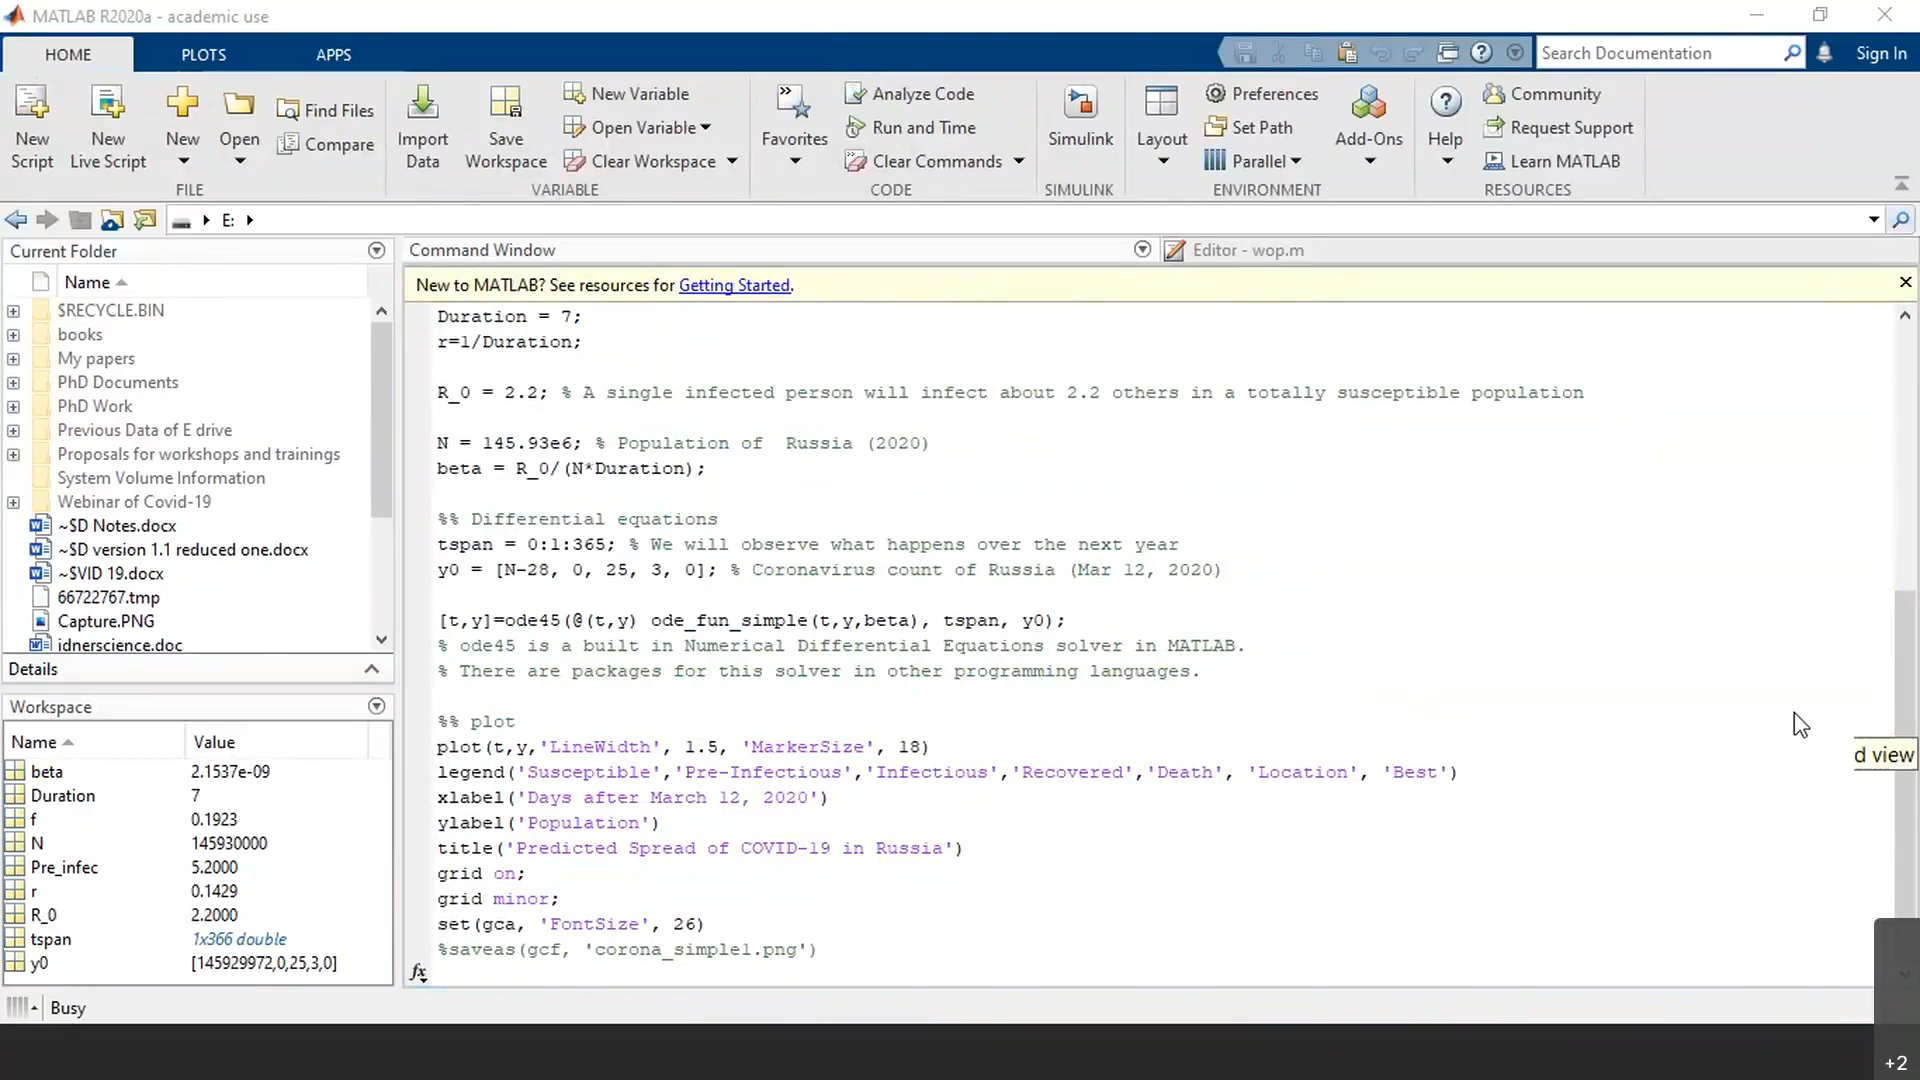 MATLAB R2020a - academic use
HOME PLOTS APPS
Search Documentation
Sign In
New Script
New Live Script
New
Open
Find Files
Compare
FILE
Import Data
Save Workspace
New Variable
Open Variable
Clear Workspace
VARIABLE
Favorites
Analyze Code
Run and Time
Clear Commands
CODE
Simulink
SIMULINK
Layout
Preferences
Set Path
Parallel
Add-Ons
ENVIRONMENT
Help
Community
Request Support
Learn MATLAB
RESOURCES
E:
Current Folder
Name
$RECYCLE.BIN
books
My papers
PhD Documents
PhD Work
Previous Data of E drive
Proposals for workshops and trainings
System Volume Information
Webinar of Covid-19
~$D Notes.docx
~$D version 1.1 reduced one.docx
~$VID 19.docx
66722767.tmp
Capture.PNG
idnerscience.doc
Details
Workspace
Name Value
beta 2.1537e-09
Duration 7
f 0.1923
N 145930000
Pre_infec 5.2000
r 0.1429
R_0 2.2000
tspan 1x366 double
y0 [145929972,0,25,3,0]
Busy
Command Window
Editor - wop.m
New to MATLAB? See resources for Getting Started.
Duration = 7;
r=1/Duration;
R_0 = 2.2; % A single infected person will infect about 2.2 others in a totally susceptible population
N = 145.93e6; % Population of  Russia (2020)
beta = R_0/(N*Duration);
%% Differential equations
tspan = 0:1:365; % We will observe what happens over the next year
y0 = [N-28, 0, 25, 3, 0]; % Coronavirus count of Russia (Mar 12, 2020)
[t,y]=ode45(@(t,y) ode_fun_simple(t,y,beta), tspan, y0);
% ode45 is a built in Numerical Differential Equations solver in MATLAB.
% There are packages for this solver in other programming languages.
%% plot
plot(t,y,'LineWidth', 1.5, 'MarkerSize', 18)
legend('Susceptible','Pre-Infectious','Infectious','Recovered','Death', 'Location', 'Best')
xlabel('Days after March 12, 2020')
ylabel('Population')
title('Predicted Spread of COVID-19 in Russia')
grid on;
grid minor;
set(gca, 'FontSize', 26)
%saveas(gcf, 'corona_simple1.png')
fx
d view
+2